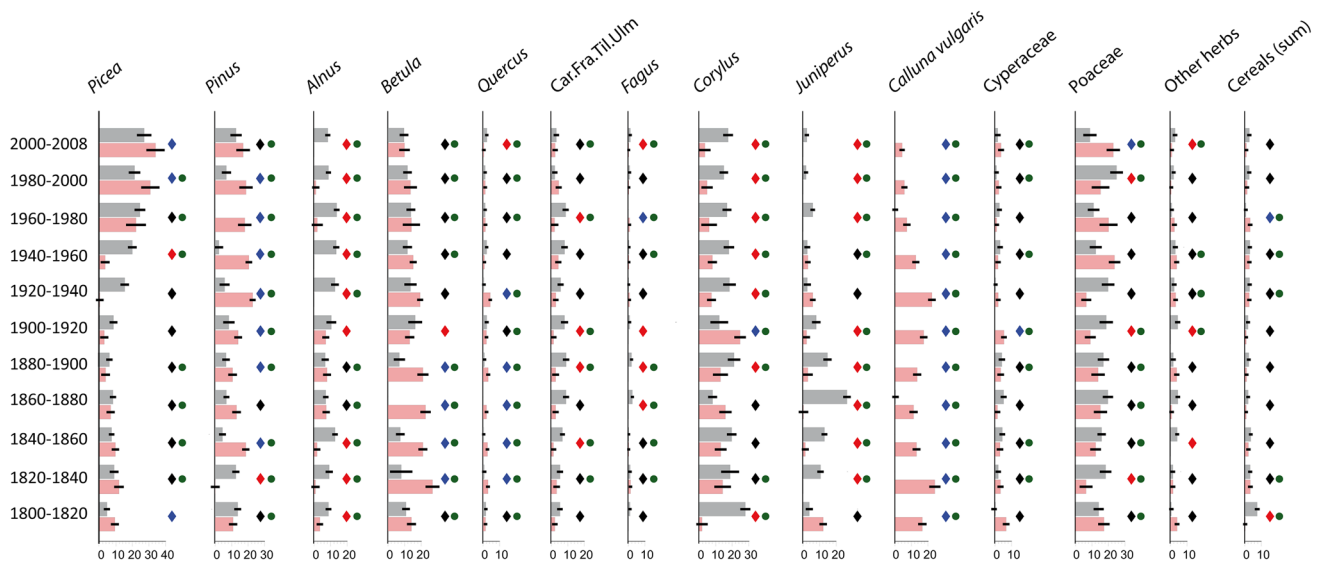 Picea
Pinus
Alnus
Betula
Quercus
Car.Fra.Til.Ulm
Fagus
Corylus
Juniperus
Calluna vulgaris
Cyperaceae
Poaceae
Other herbs
Cereals (sum)
2000-2008
1980-2000
1960-1980
1940-1960
1920-1940
1900-1920
1880-1900
1860-1880
1840-1860
1820-1840
1800-1820
0 10 20 30 40
0 10 20 30
0 10 20
0 10 20 30
0 10
0 10 20
0 10
0 10 20 30
0 10 20
0 10 20
0 10
0 10 20 30
0 10
0 10